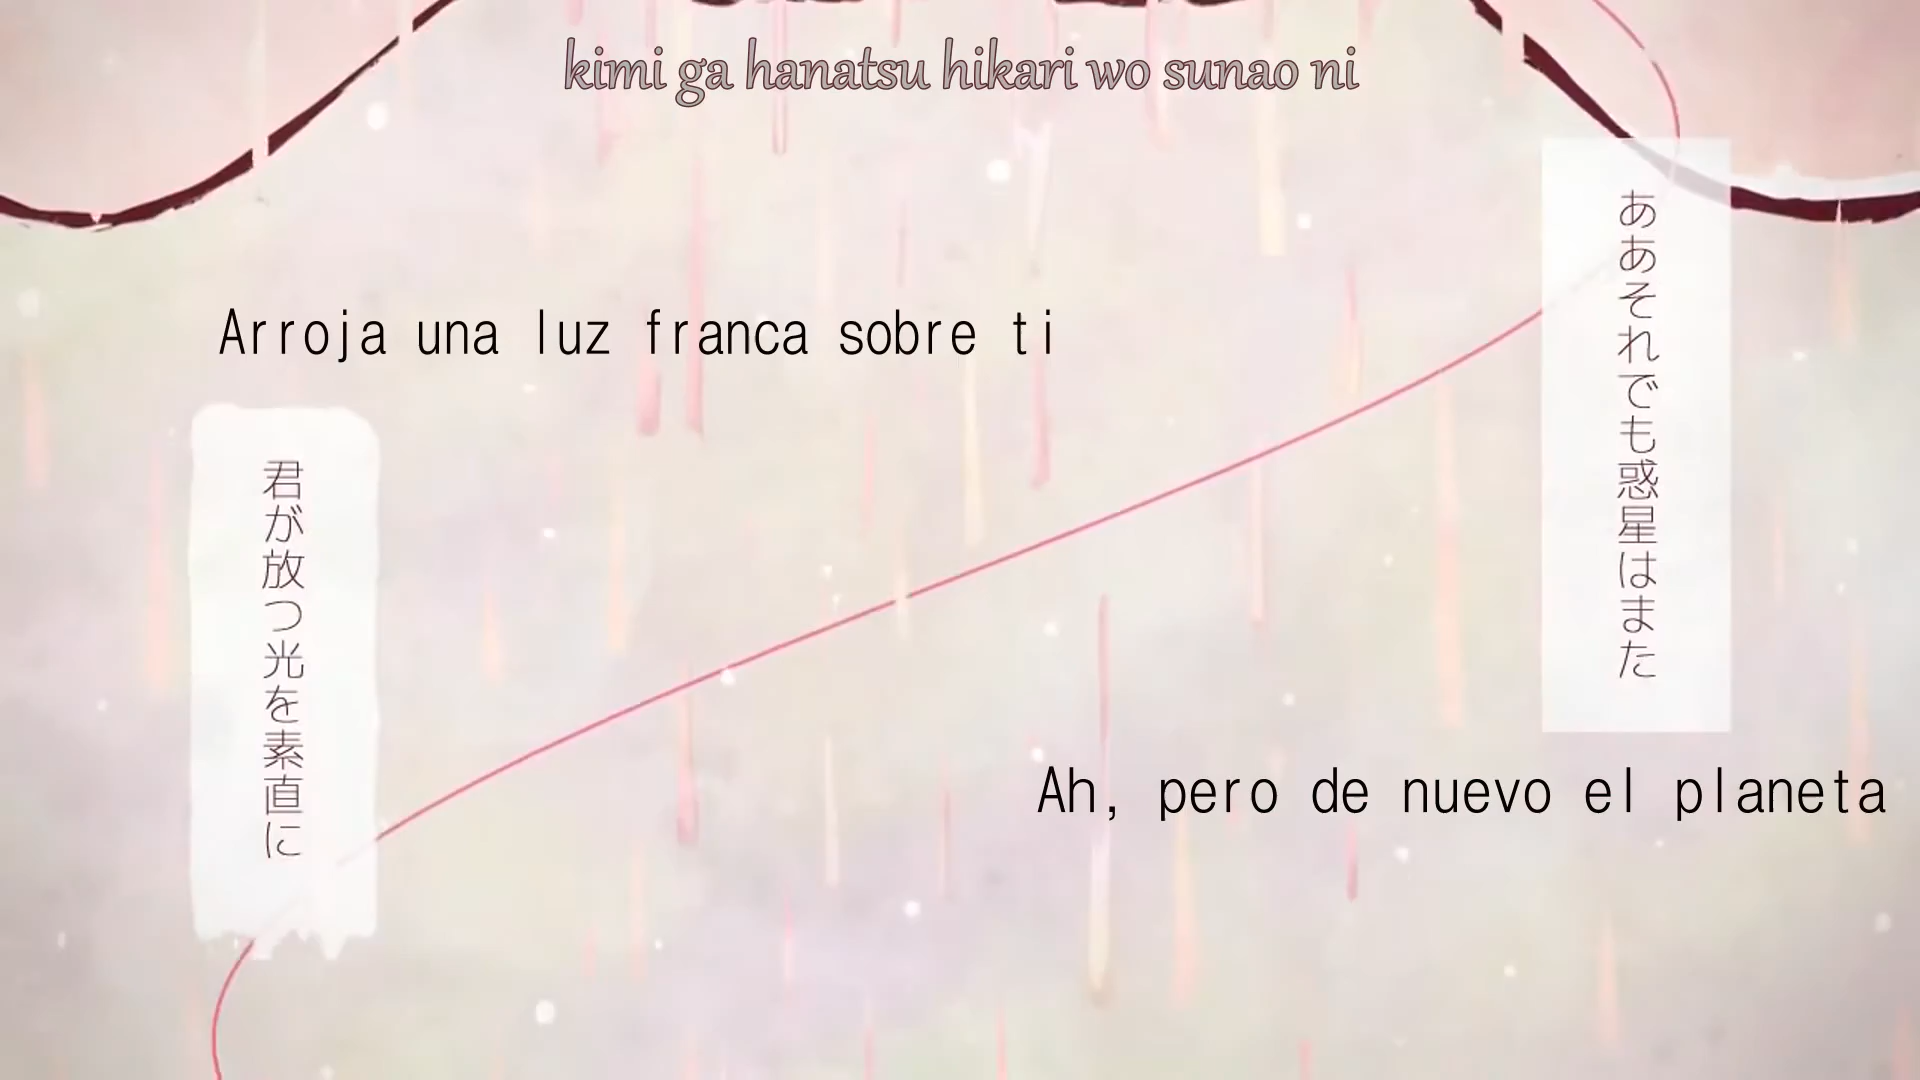 kimi ga hanatsu hikari wo sunao ni
ああそれでも惑星はまた
Arroja una luz franca sobre ti
君が放つ光を素直に
Ah, pero de nuevo el planeta